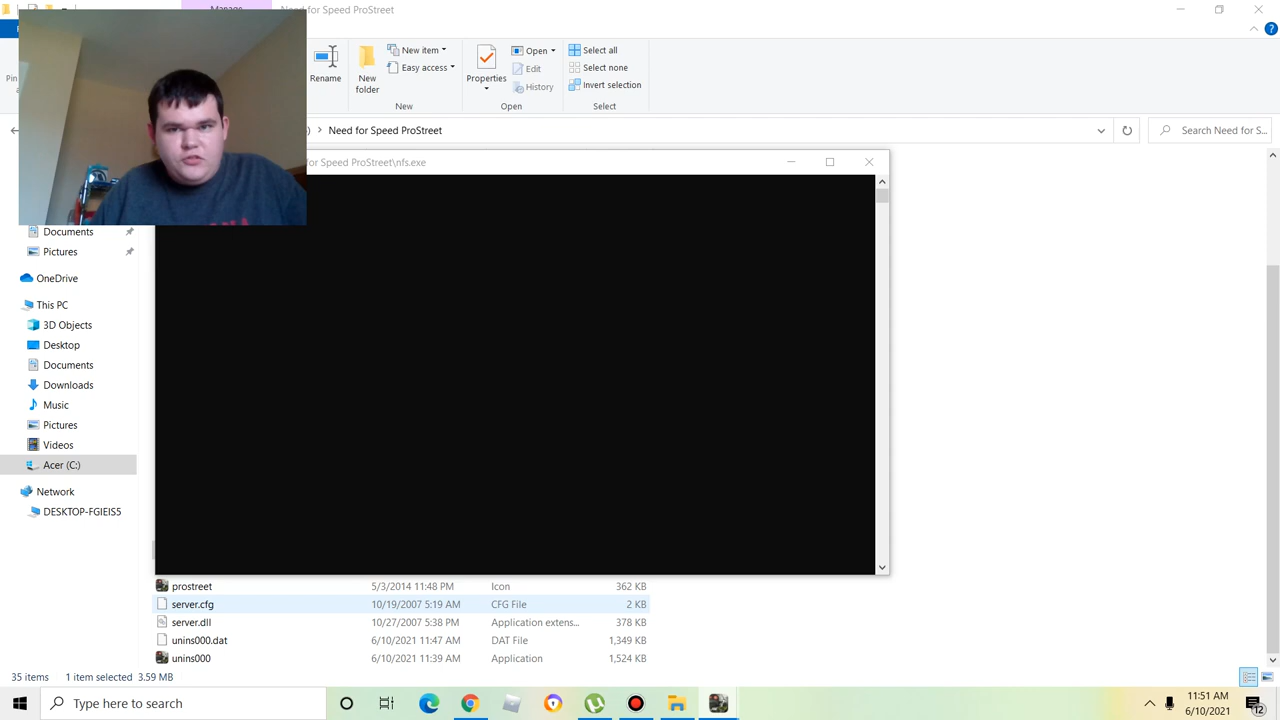 Manage
Need for Speed ProStreet
Rename
New
folder
New item
Easy access
New
Properties
Open
Edit
History
Open
Select all
Select none
Invert selection
Select
Need for Speed ProStreet
Search Need for S...
for Speed ProStreet\nfs.exe
Documents
Pictures
OneDrive
This PC
3D Objects
Desktop
Documents
Downloads
Music
Pictures
Videos
Acer (C:)
Network
DESKTOP-FGIEIS5
prostreet 5/3/2014 11:48 PM Icon 362 KB
server.cfg 10/19/2007 5:19 AM CFG File 2 KB
server.dll 10/27/2007 5:38 PM Application extens... 378 KB
unins000.dat 6/10/2021 11:47 AM DAT File 1,349 KB
unins000 6/10/2021 11:39 AM Application 1,524 KB
35 items 1 item selected 3.59 MB
Type here to search
11:51 AM
6/10/2021
12